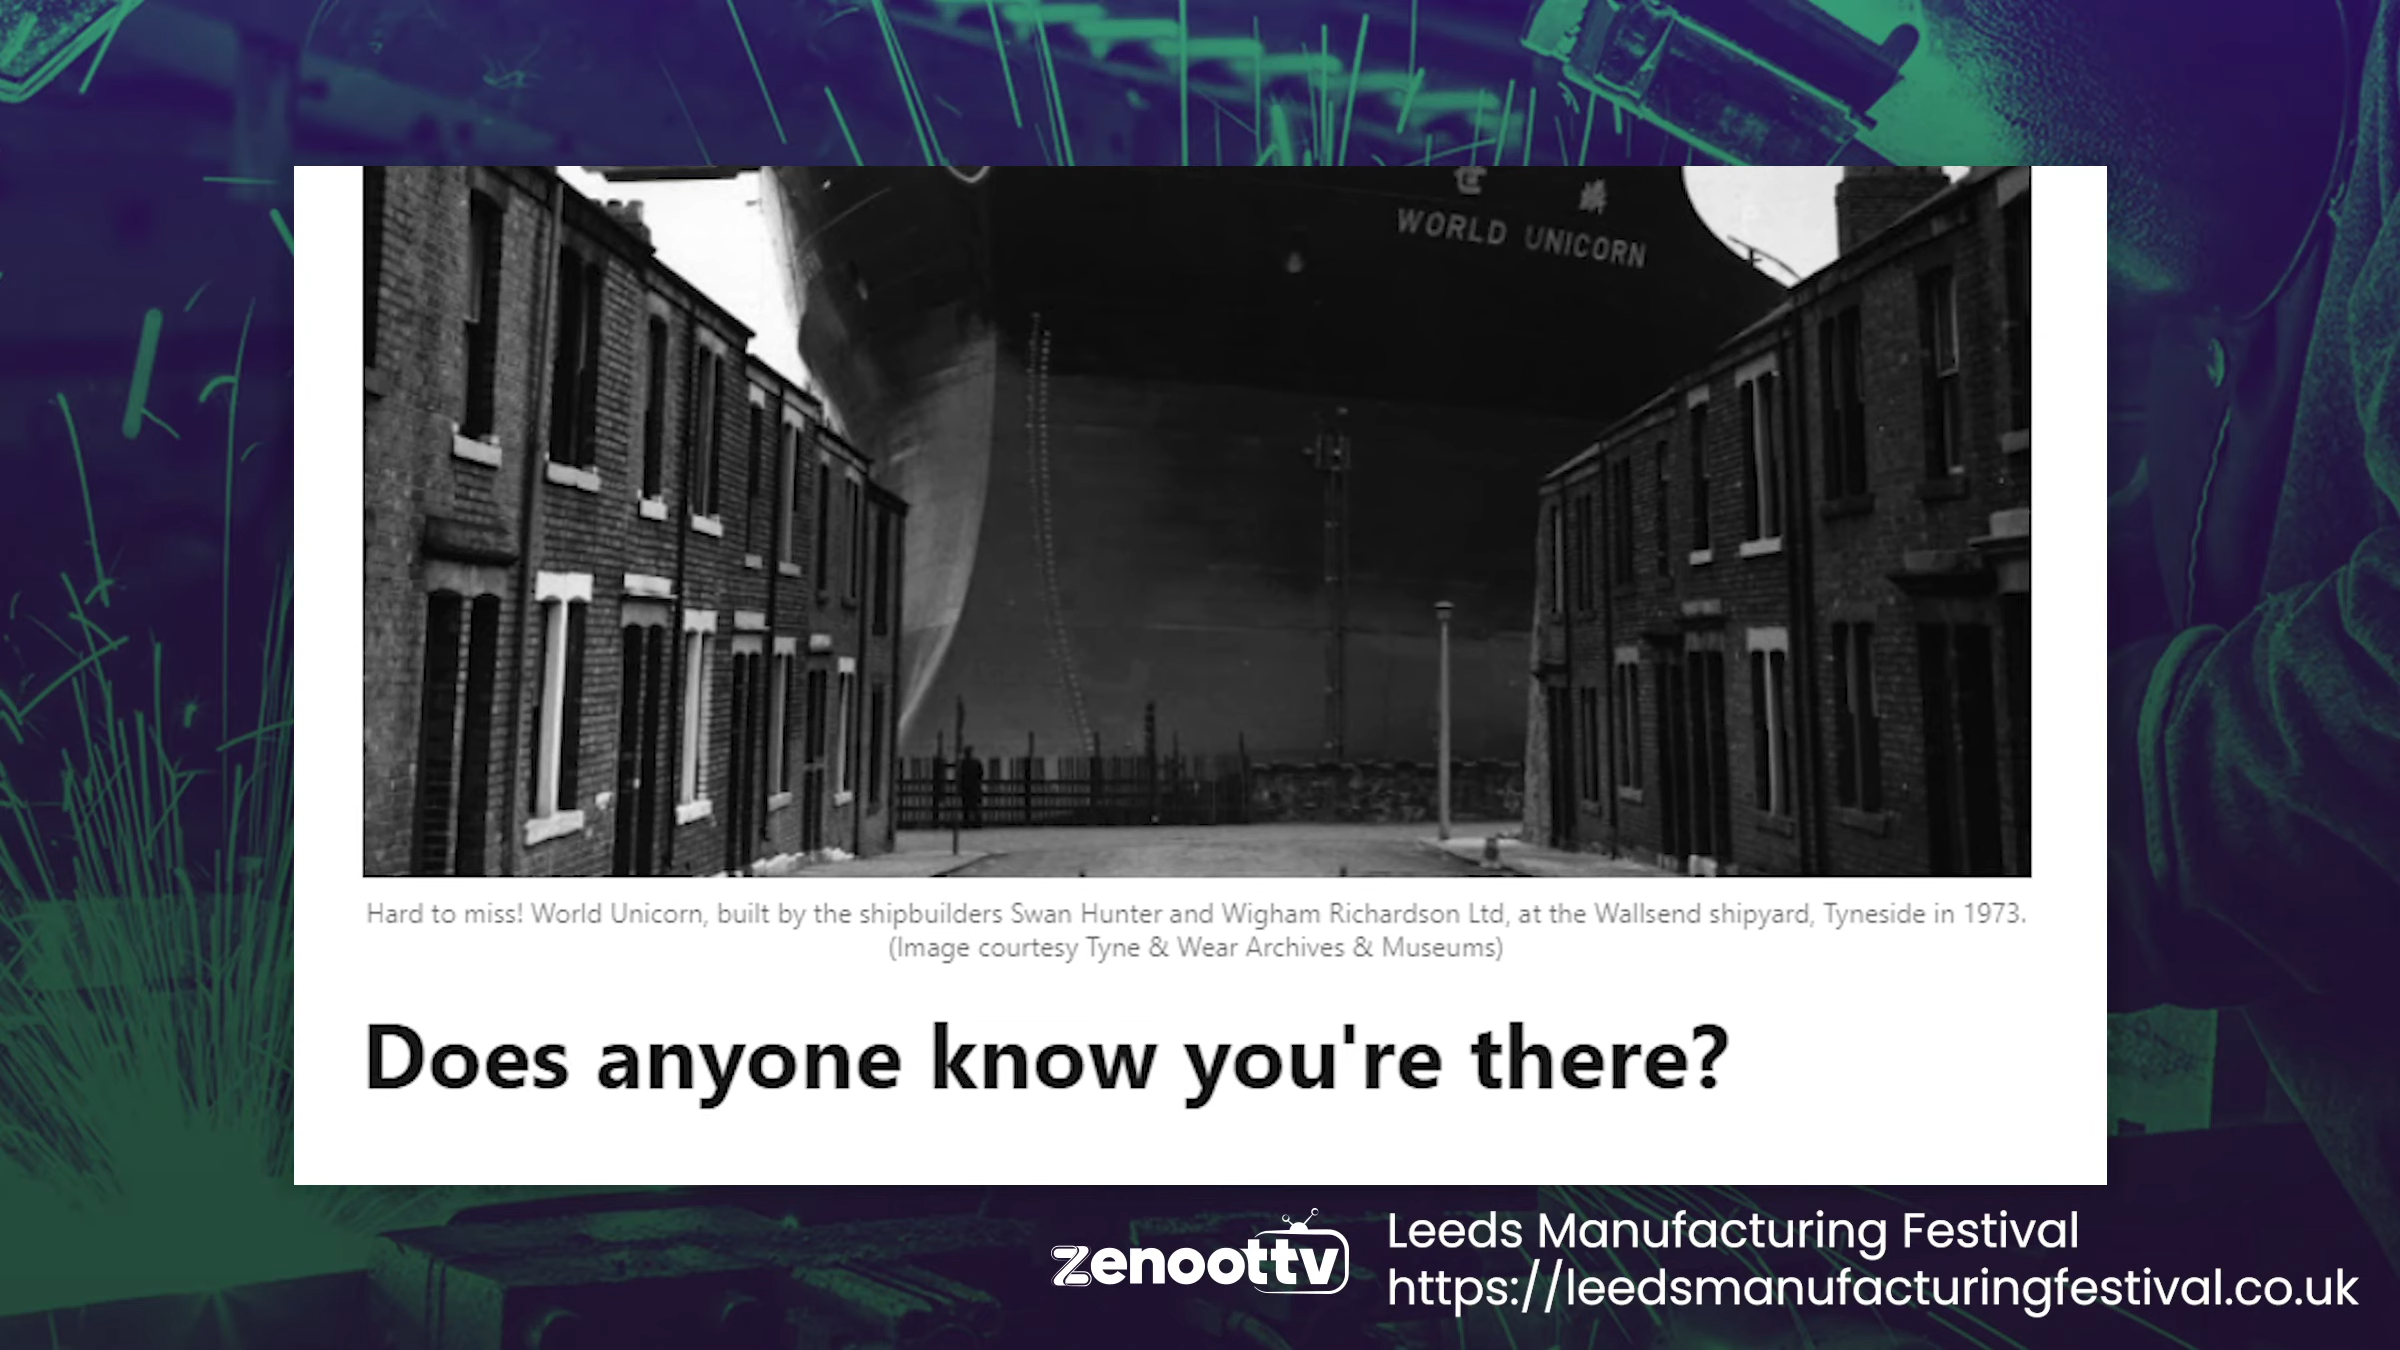 世
WORLD UNICORN
Hard to miss! World Unicorn, built by the shipbuilders Swan Hunter and Wigham Richardson Ltd, at the Wallsend shipyard, Tyneside in 1973.
(Image courtesy Tyne & Wear Archives & Museums)
Does anyone know you're there?
zenoottv
Leeds Manufacturing Festival
https://leedsmanufacturingfestival.co.uk